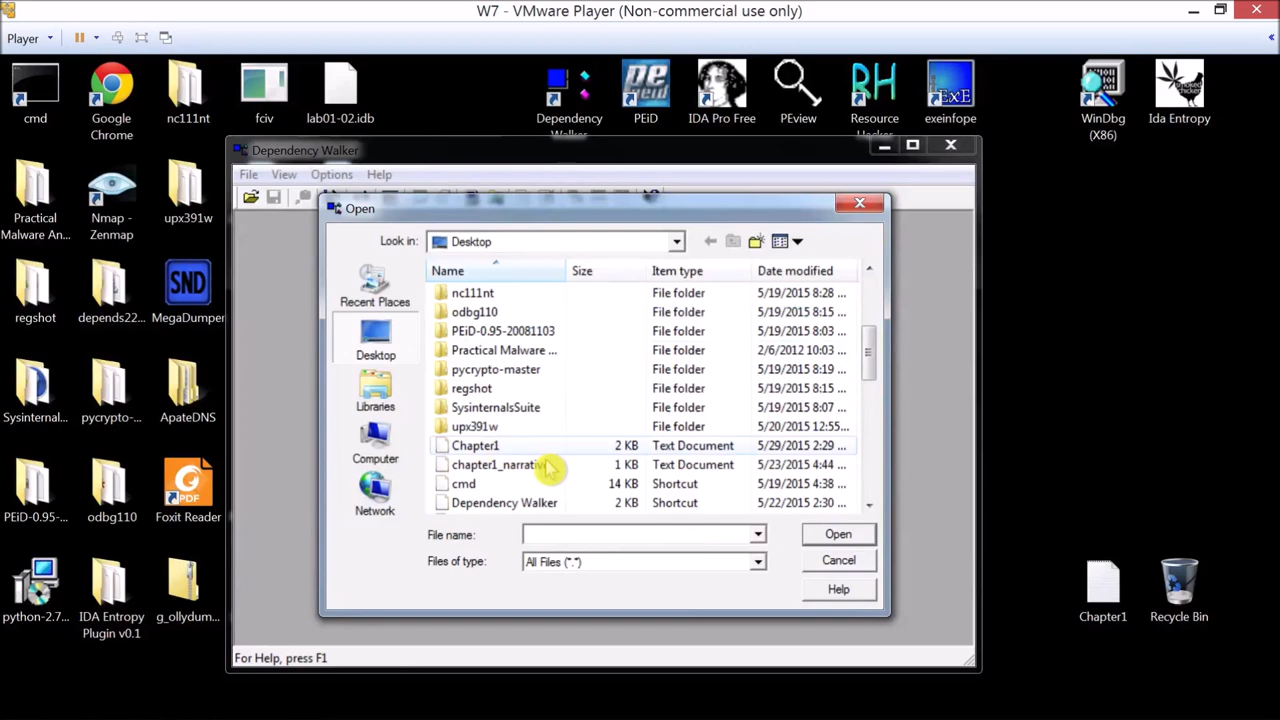 W7 - VMware Player (Non-commercial use only)
Player
cmd
Google
Chrome
nc111nt
fciv
lab01-02.idb
Dependency
Walker
PEiD
IDA Pro Free
PEview
Resource
Hacker
exeinfope
WinDbg
(X86)
Ida Entropy
Practical
Malware An...
Nmap -
Zenmap
upx391w
regshot
depends22...
MegaDumper
Sysinternals...
pycrypto-...
ApateDNS
PEiD-0.95-...
odbg110
Foxit Reader
python-2.7...
IDA Entropy
Plugin v0.1
g_ollydum...
Chapter1
Recycle Bin
Dependency Walker
File View Options Help
Open
Look in: Desktop
Name Size Item type Date modified
nc111nt File folder 5/19/2015 8:28 ...
odbg110 File folder 5/19/2015 8:15 ...
PEiD-0.95-20081103 File folder 5/19/2015 8:03 ...
Practical Malware ... File folder 2/6/2012 10:03 ...
pycrypto-master File folder 5/19/2015 8:19 ...
regshot File folder 5/19/2015 8:15 ...
SysinternalsSuite File folder 5/19/2015 8:07 ...
upx391w File folder 5/20/2015 12:55...
Chapter1 2 KB Text Document 5/29/2015 2:29 ...
chapter1_narrative 1 KB Text Document 5/23/2015 4:44 ...
cmd 14 KB Shortcut 5/19/2015 4:38 ...
Dependency Walker 2 KB Shortcut 5/22/2015 2:30 ...
Recent Places
Desktop
Libraries
Computer
Network
File name:
Open
Files of type: All Files (*.*)
Cancel
Help
For Help, press F1